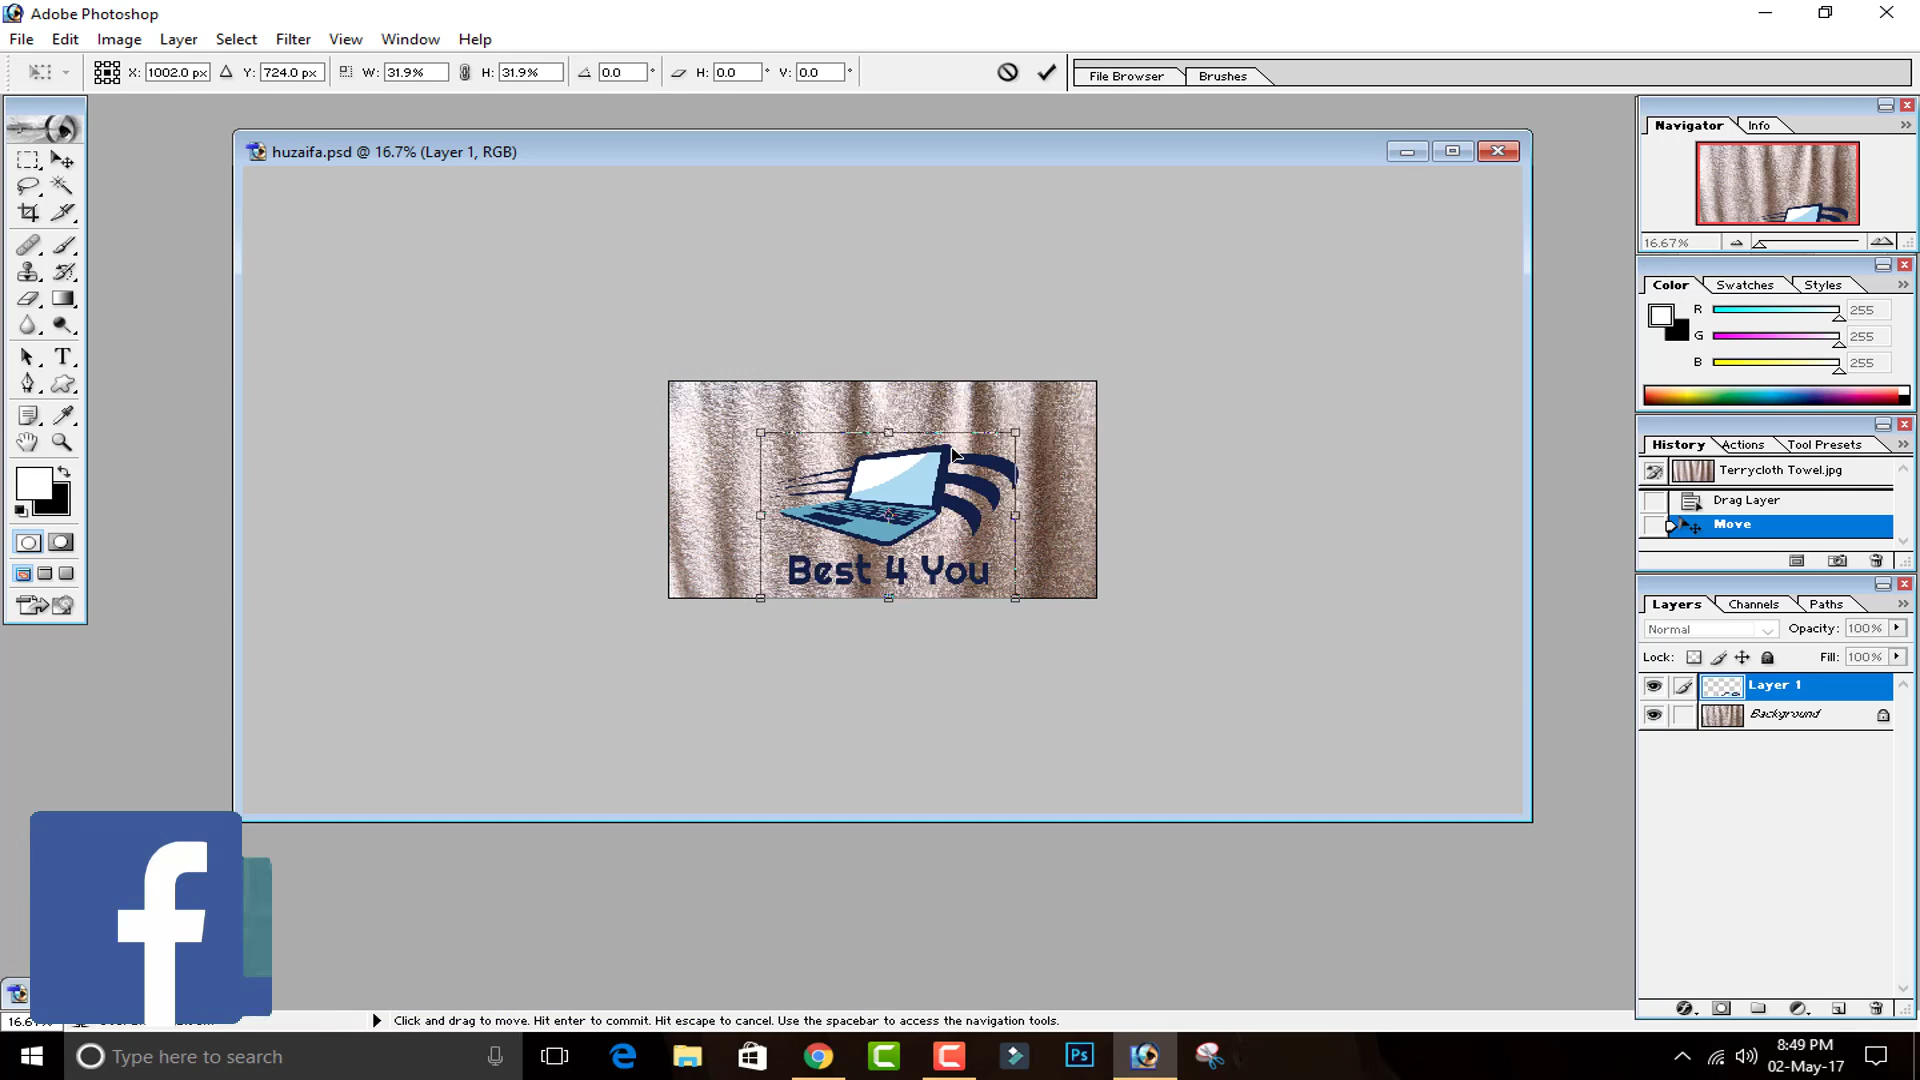 Adobe Photoshop
File Edit Image Layer Select Filter View Window Help
X: 1002.0 px Y: 724.0 px W: 31.9% H: 31.9% 0.0 ° H: 0.0 ° V: 0.0 °
File Browser Brushes
huzaifa.psd @ 16.7% (Layer 1, RGB)
Best 4 You
Navigator Info
16.67%
Color Swatches Styles
R 255
G 255
B 255
History Actions Tool Presets
Terrycloth Towel.jpg
Drag Layer
Move
Layers Channels Paths
Normal Opacity: 100%
Lock: Fill: 100%
Layer 1
Background
Click and drag to move. Hit enter to commit. Hit escape to cancel. Use the spacebar to access the navigation tools.
Type here to search
Ps
8:49 PM
02-May-17